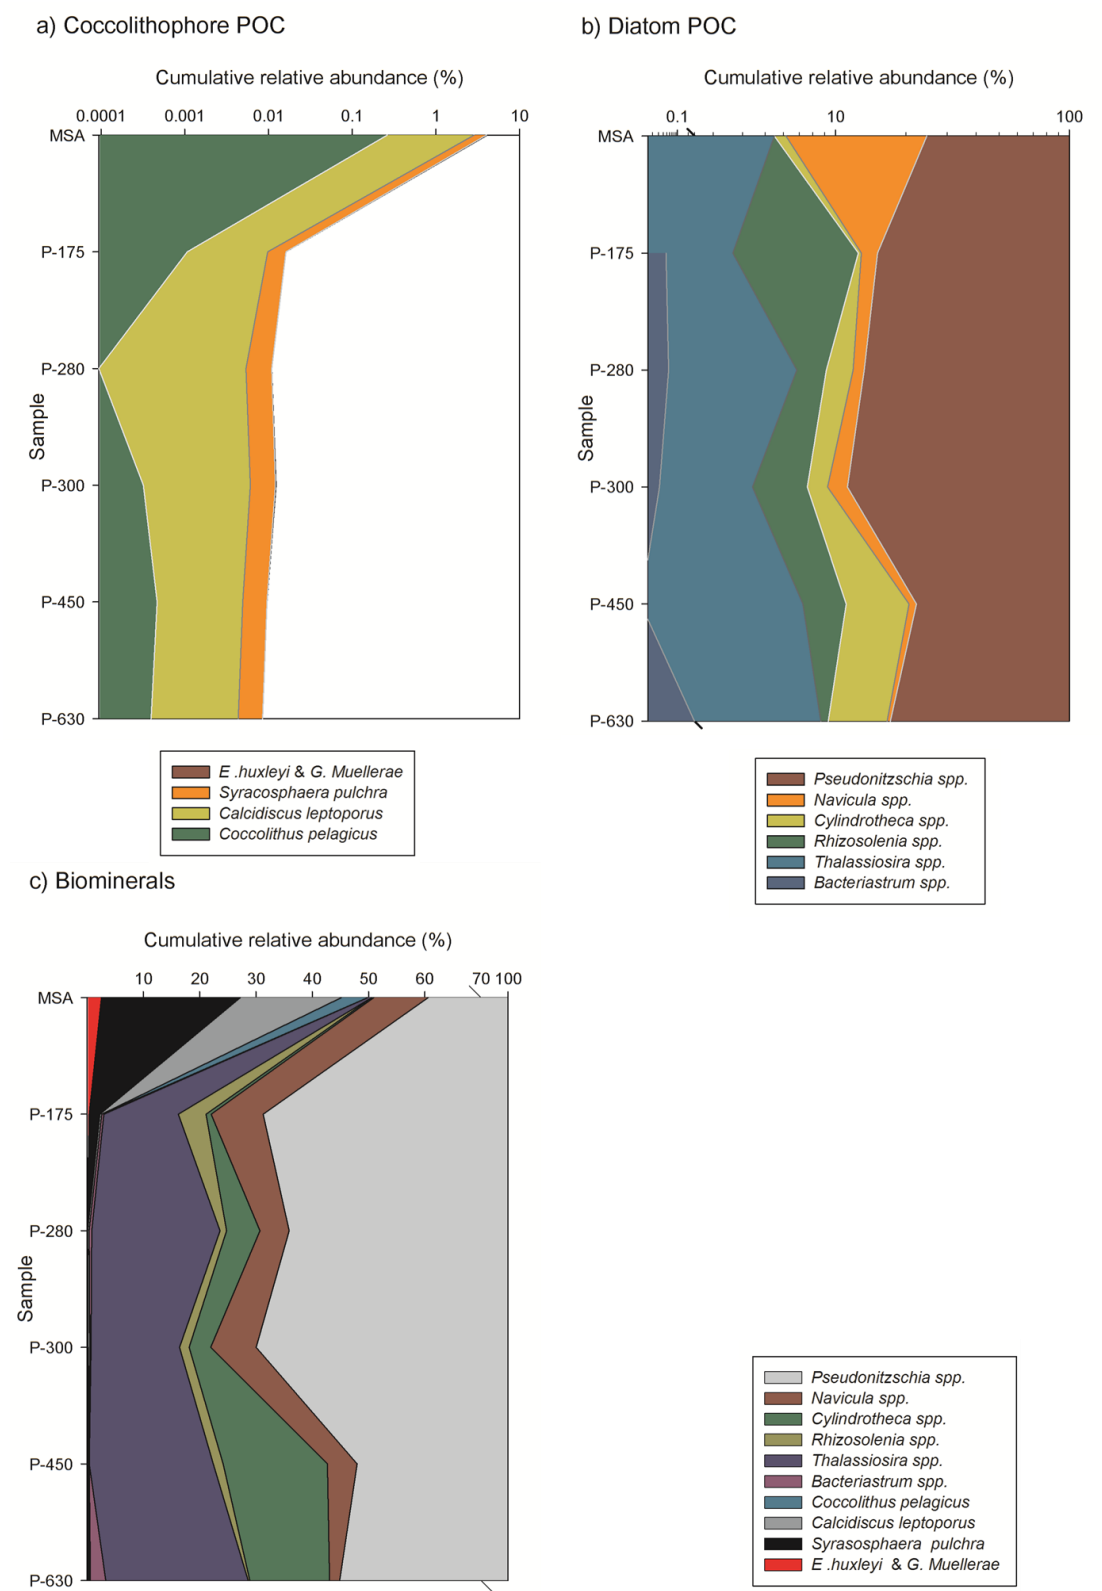 a) Coccolithophore POC
Cumulative relative abundance (%)
0.0001 0.001 0.01 0.1 1 10
MSA
P-175
P-280
Sample
P-300
P-450
P-630
E .huxleyi & G. Muellerae
Syracosphaera pulchra
Calcidiscus leptoporus
Coccolithus pelagicus
b) Diatom POC
Cumulative relative abundance (%)
0.1 10 100
MSA
P-175
P-280
Sample
P-300
P-450
P-630
Pseudonitzschia spp.
Navicula spp.
Cylindrotheca spp.
Rhizosolenia spp.
Thalassiosira spp.
Bacteriastrum spp.
c) Biominerals
Cumulative relative abundance (%)
10 20 30 40 50 60 70 100
MSA
P-175
P-280
Sample
P-300
P-450
P-630
Pseudonitzschia spp.
Navicula spp.
Cylindrotheca spp.
Rhizosolenia spp.
Thalassiosira spp.
Bacteriastrum spp.
Coccolithus pelagicus
Calcidiscus leptoporus
Syrasosphaera pulchra
E .huxleyi & G. Muellerae